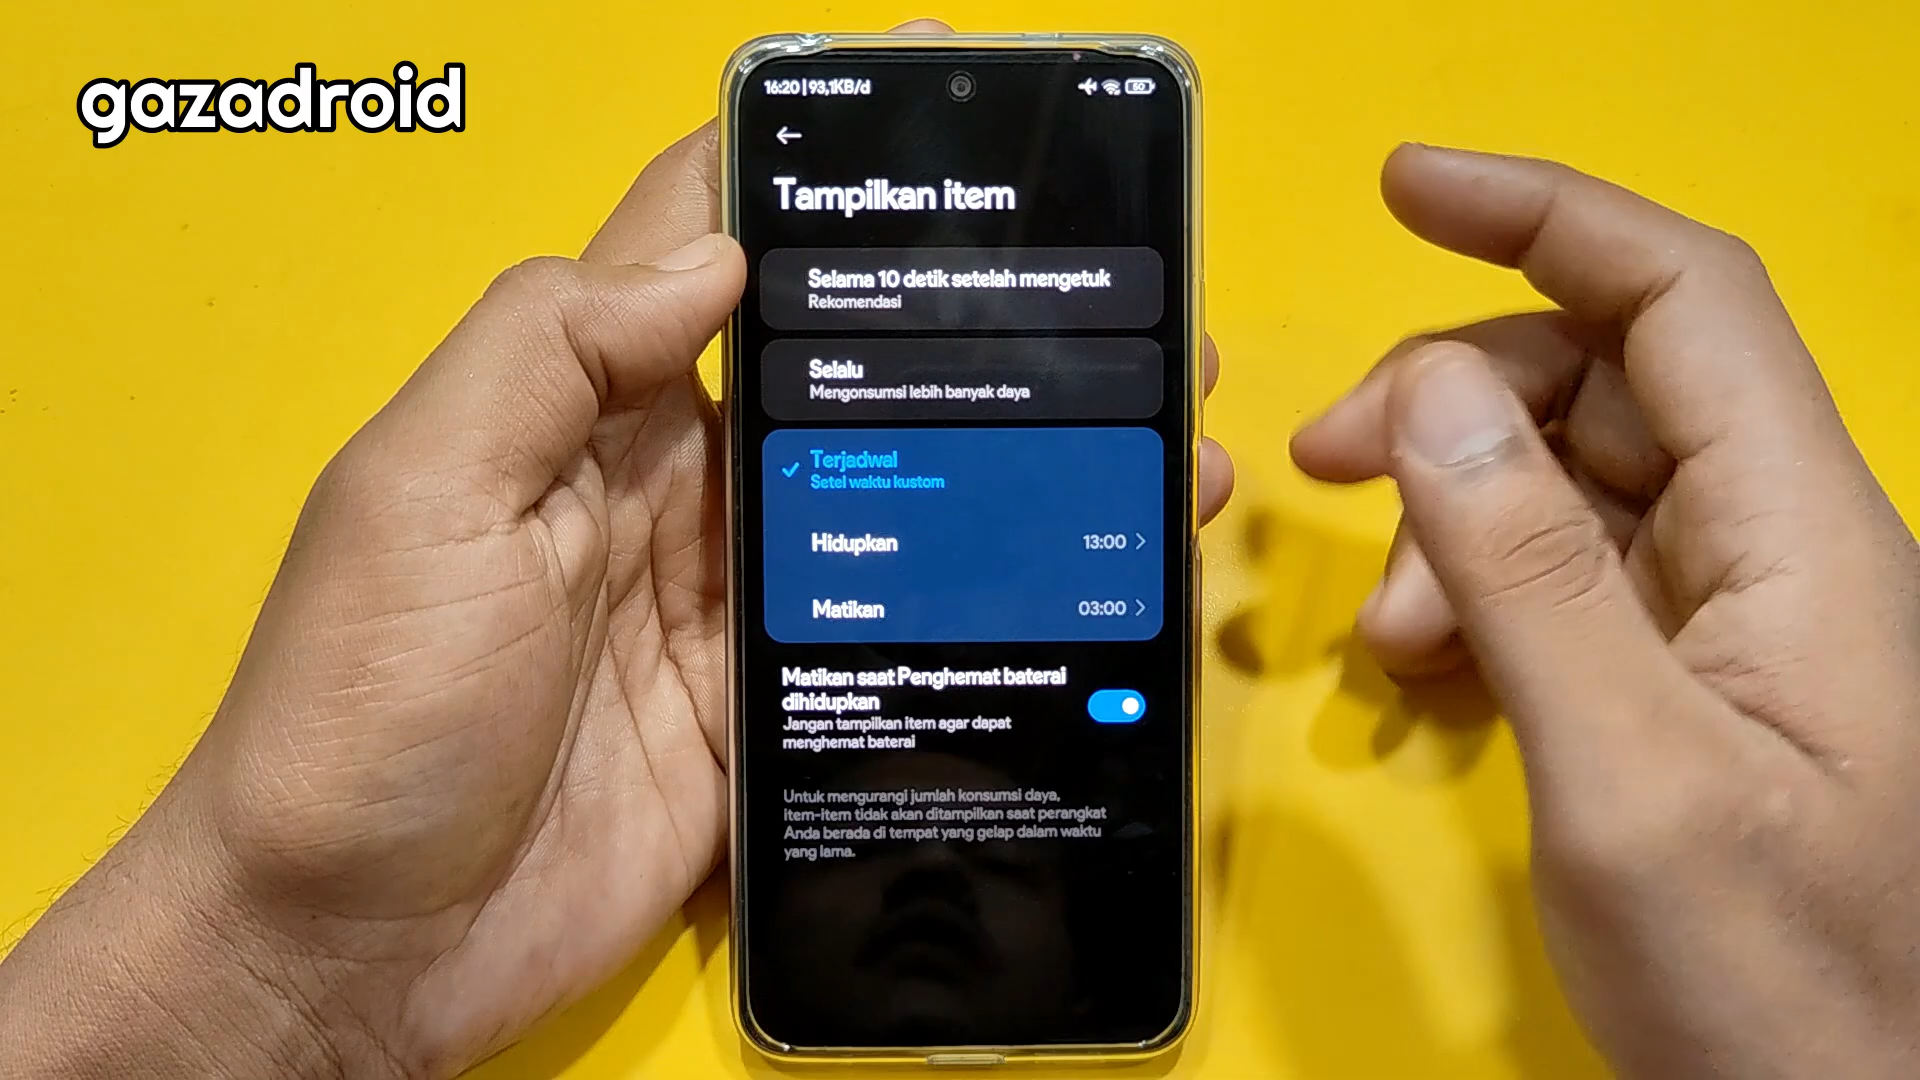 gazadroid
16:20 | 93,1KB/d
50
Tampilkan item
Selama 10 detik setelah mengetuk
Rekomendasi
Selalu
Mengonsumsi lebih banyak daya
Terjadwal
Setel waktu kustom
Hidupkan 13:00
Matikan 03:00
Matikan saat Penghemat baterai
dihidupkan
Jangan tampilkan item agar dapat
menghemat baterai
Untuk mengurangi jumlah konsumsi daya,
item-item tidak akan ditampilkan saat perangkat
Anda berada di tempat yang gelap dalam waktu
yang lama.